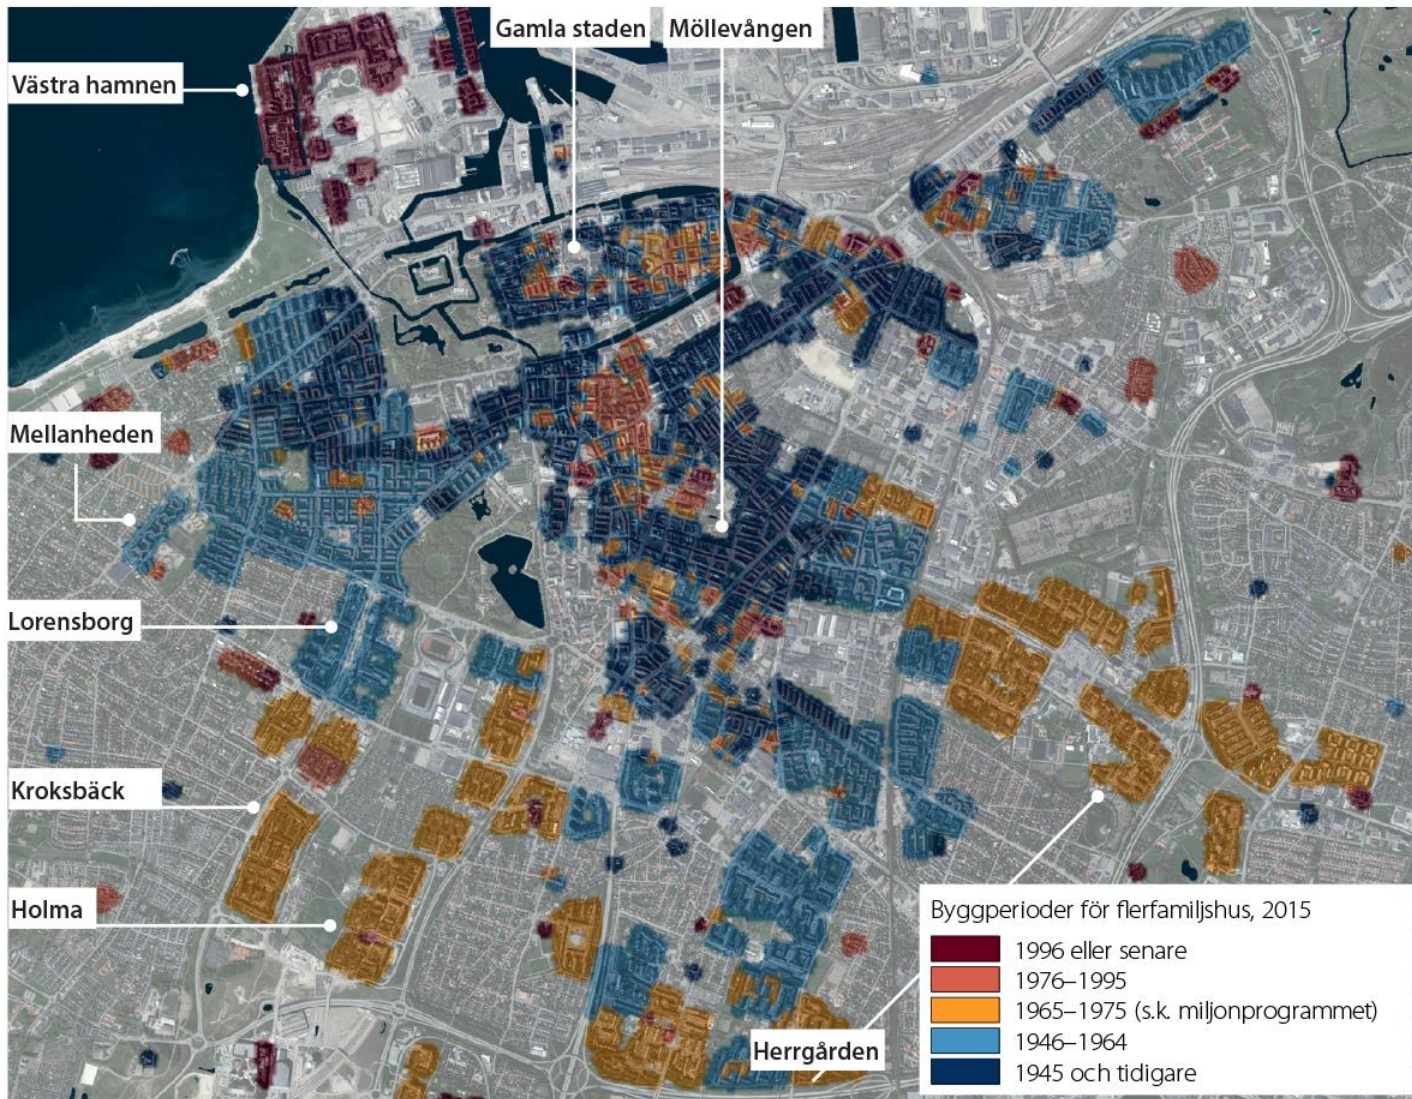 Gamla staden
Möllevången
Västra hamnen
Mellanheden
Lorensborg
Kroksbäck
Holma
Herrgården
Byggperioder för flerfamiljshus, 2015
1996 eller senare
1976–1995
1965–1975 (s.k. miljonprogrammet)
1946–1964
1945 och tidigare